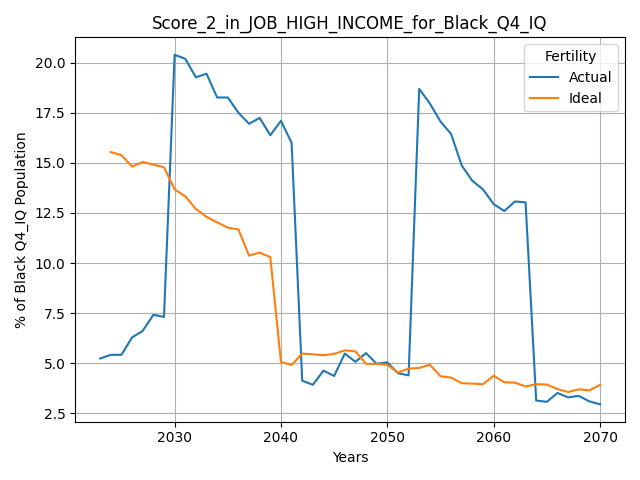 Score_2_in_JOB_HIGH_INCOME_for_Black_Q4_IQ
% of Black Q4_IQ Population
20.0
17.5
15.0
12.5
10.0
7.5
5.0
2.5
Fertility
Actual
Ideal
2030 2040 2050 2060 2070
Years